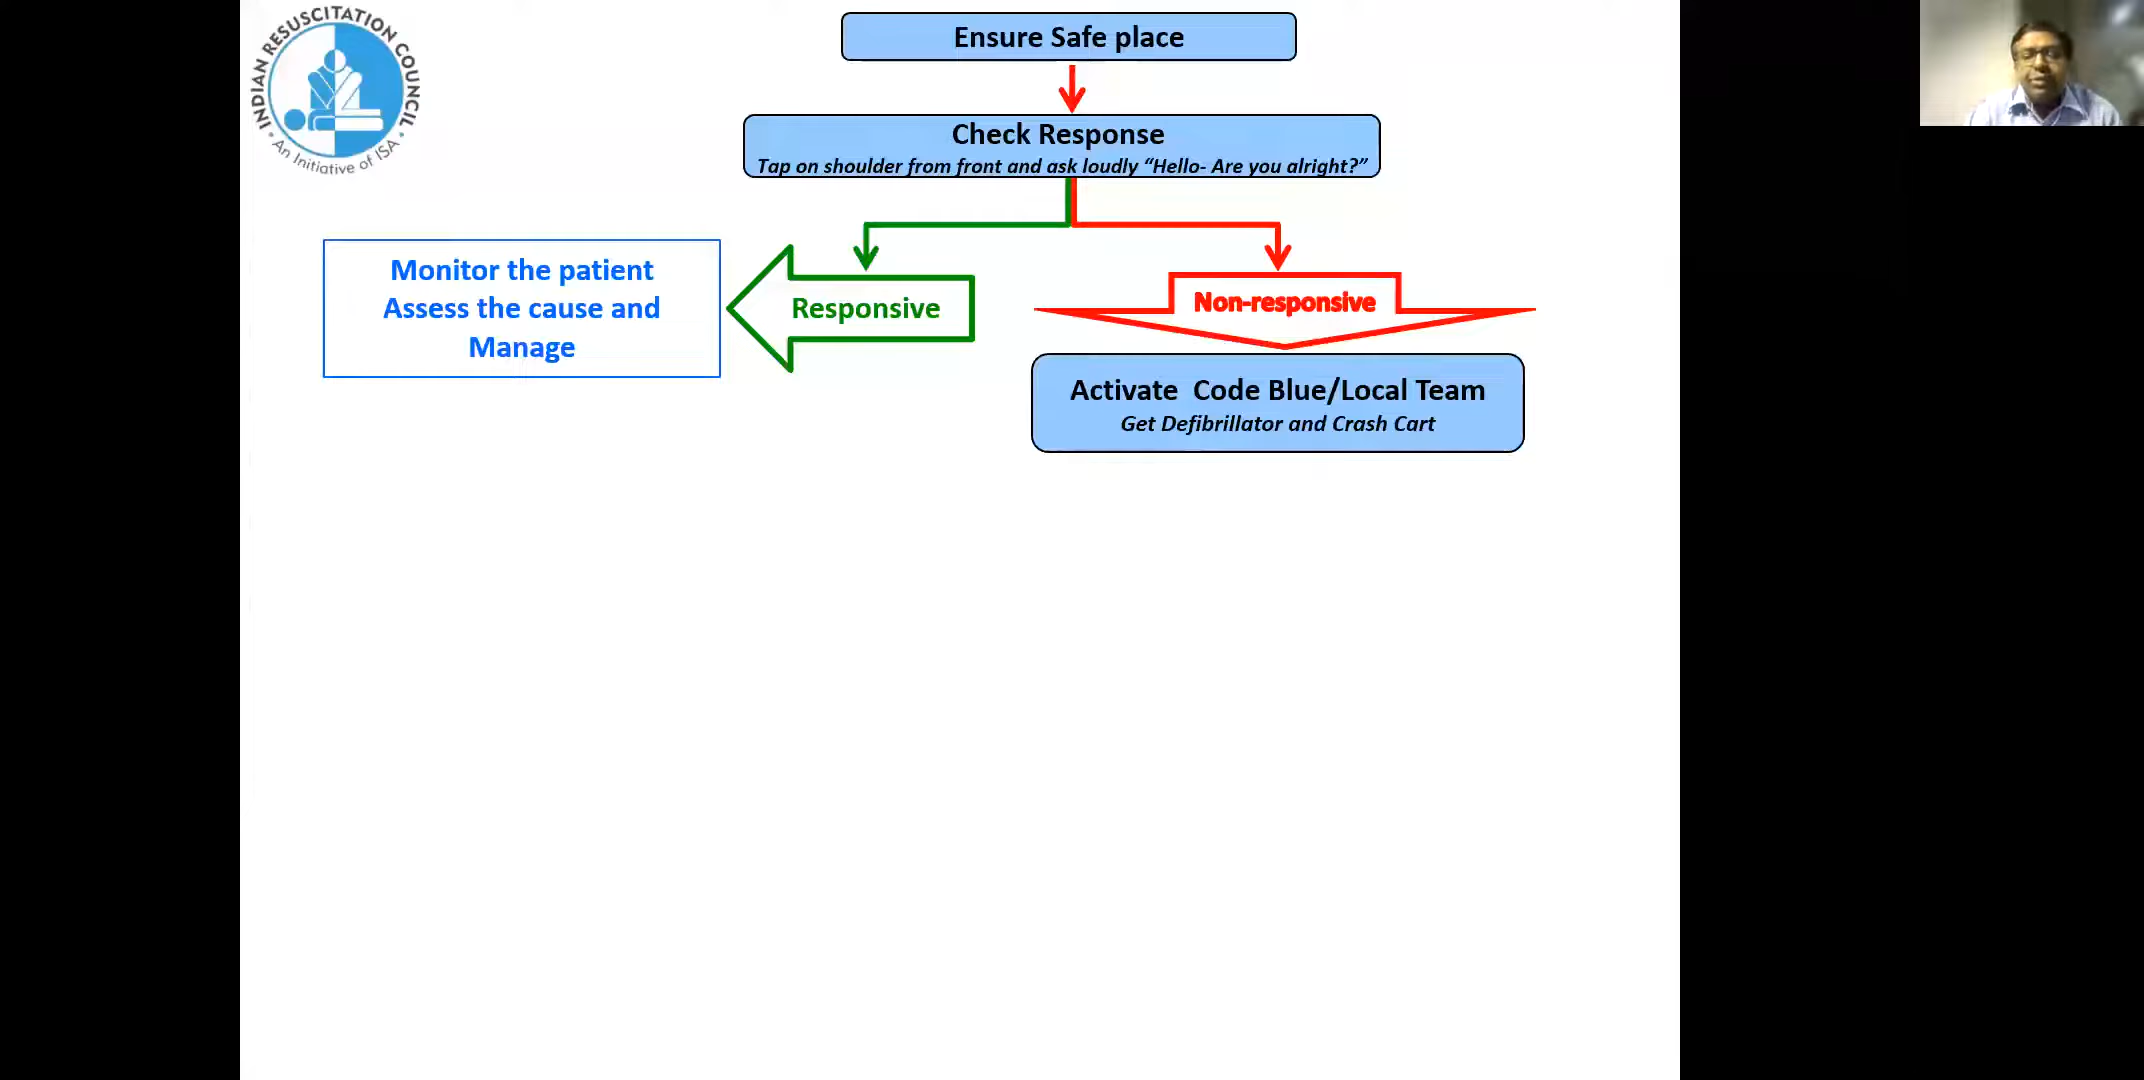 INDIAN RESUSCITATION COUNCIL
An Initiative of ISA
Ensure Safe place
Check Response
Tap on shoulder from front and ask loudly “Hello- Are you alright?”
Responsive
Non-responsive
Monitor the patient
Assess the cause and
Manage
Activate  Code Blue/Local Team
Get Defibrillator and Crash Cart